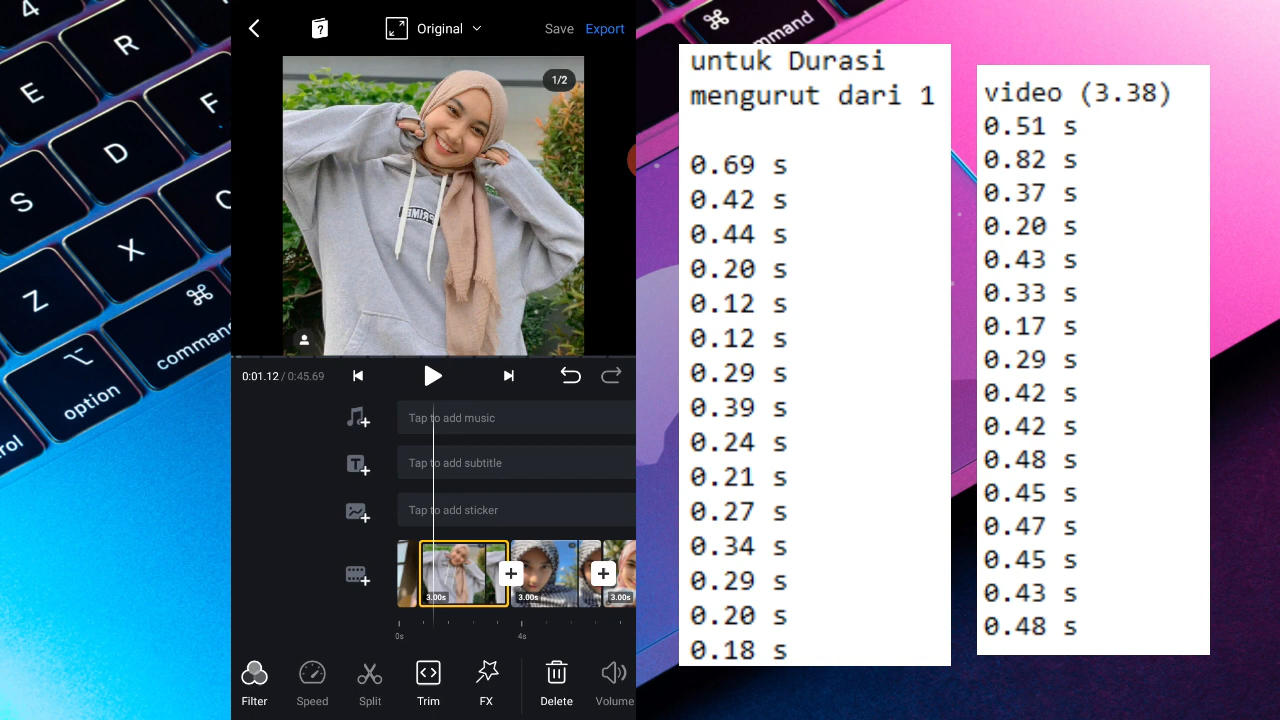 Original
Save
Export
1/2
0:01.12 / 0:45.69
Tap to add music
Tap to add subtitle
Tap to add sticker
3.00s
3.00s
3.00s
0s
4s
Filter
Speed
Split
Trim
FX
Delete
Volume
untuk Durasi
mengurut dari 1
0.69 s
0.42 s
0.44 s
0.20 s
0.12 s
0.12 s
0.29 s
0.39 s
0.24 s
0.21 s
0.27 s
0.34 s
0.29 s
0.20 s
0.18 s
video (3.38)
0.51 s
0.82 s
0.37 s
0.20 s
0.43 s
0.33 s
0.17 s
0.29 s
0.42 s
0.42 s
0.48 s
0.45 s
0.47 s
0.45 s
0.43 s
0.48 s
4
R
E
F
D
S
C
X
Z
⌘
command
⌥
option
rol
⌘
mmand